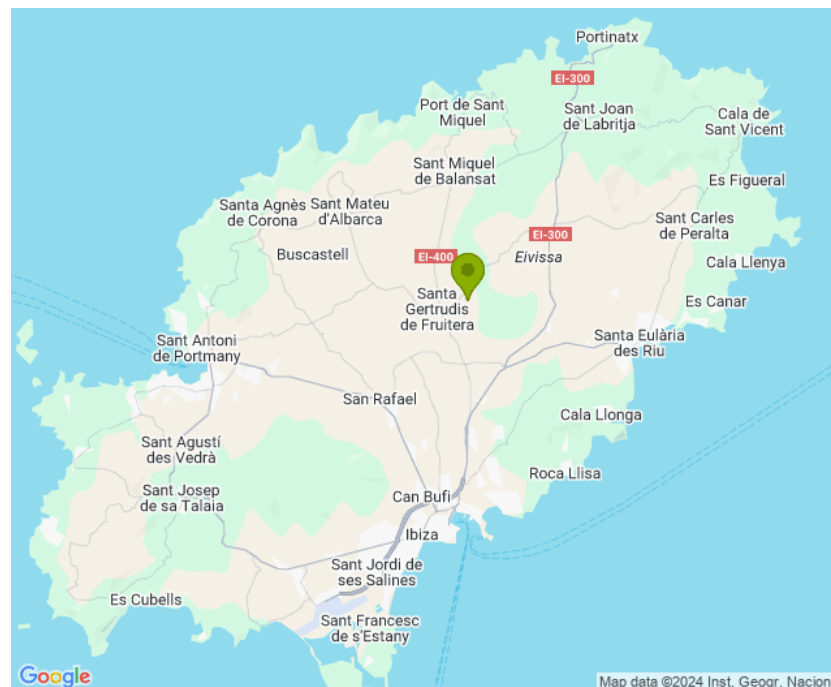 Portinatx
EI-300
Port de Sant
Miquel
Sant Joan
de Labritja
Cala de
Sant Vicent
Sant Miquel
de Balansat
Es Figueral
Santa Agnès
de Corona
Sant Mateu
d'Albarca
Sant Carles
de Peralta
EI-300
Buscastell
EI-400
Eivissa
Cala Llenya
Santa
Gertrudis
de Fruitera
Es Canar
Sant Antoni
de Portmany
Santa Eulària
des Riu
San Rafael
Cala Llonga
Sant Agustí
des Vedrà
Roca Llisa
Sant Josep
de sa Talaia
Can Bufí
Ibiza
Sant Jordi de
ses Salines
Es Cubells
Sant Francesc
de s'Estany
Google
Map data ©2024 Inst. Geogr. Nacion